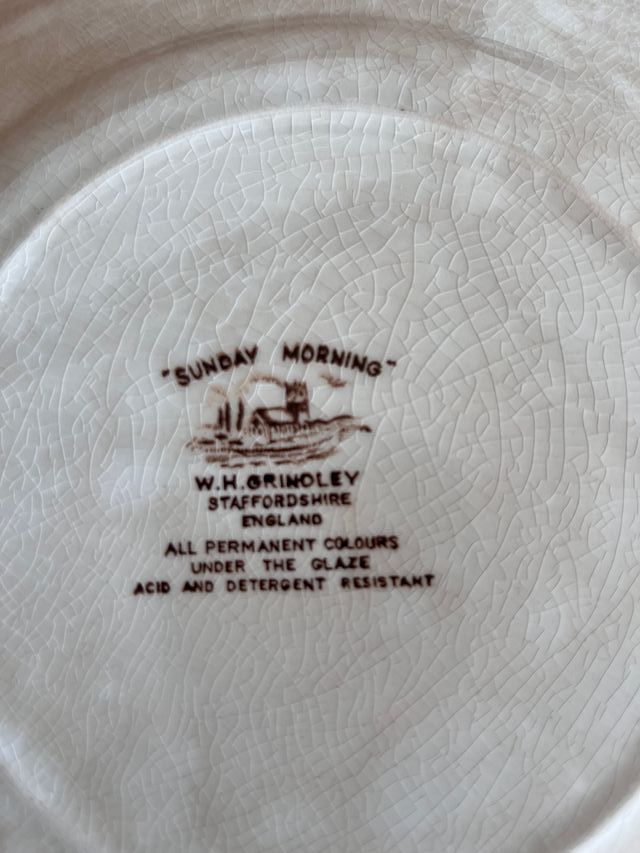 "SUNDAY MORNING"
W.H.GRINDLEY
STAFFORDSHIRE
ENGLAND
ALL PERMANENT COLOURS
UNDER THE GLAZE
ACID AND DETERGENT RESISTANT